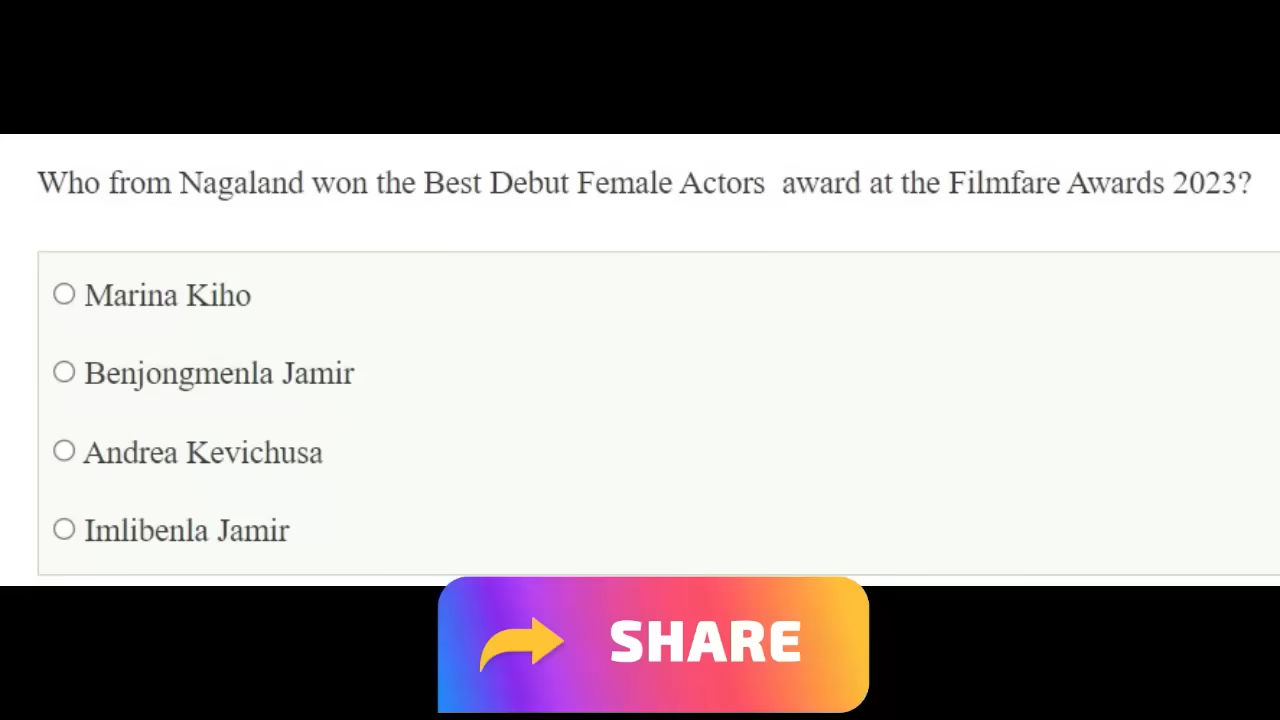 Who from Nagaland won the Best Debut Female Actors  award at the Filmfare Awards 2023?
Marina Kiho
Benjongmenla Jamir
Andrea Kevichusa
Imlibenla Jamir
SHARE